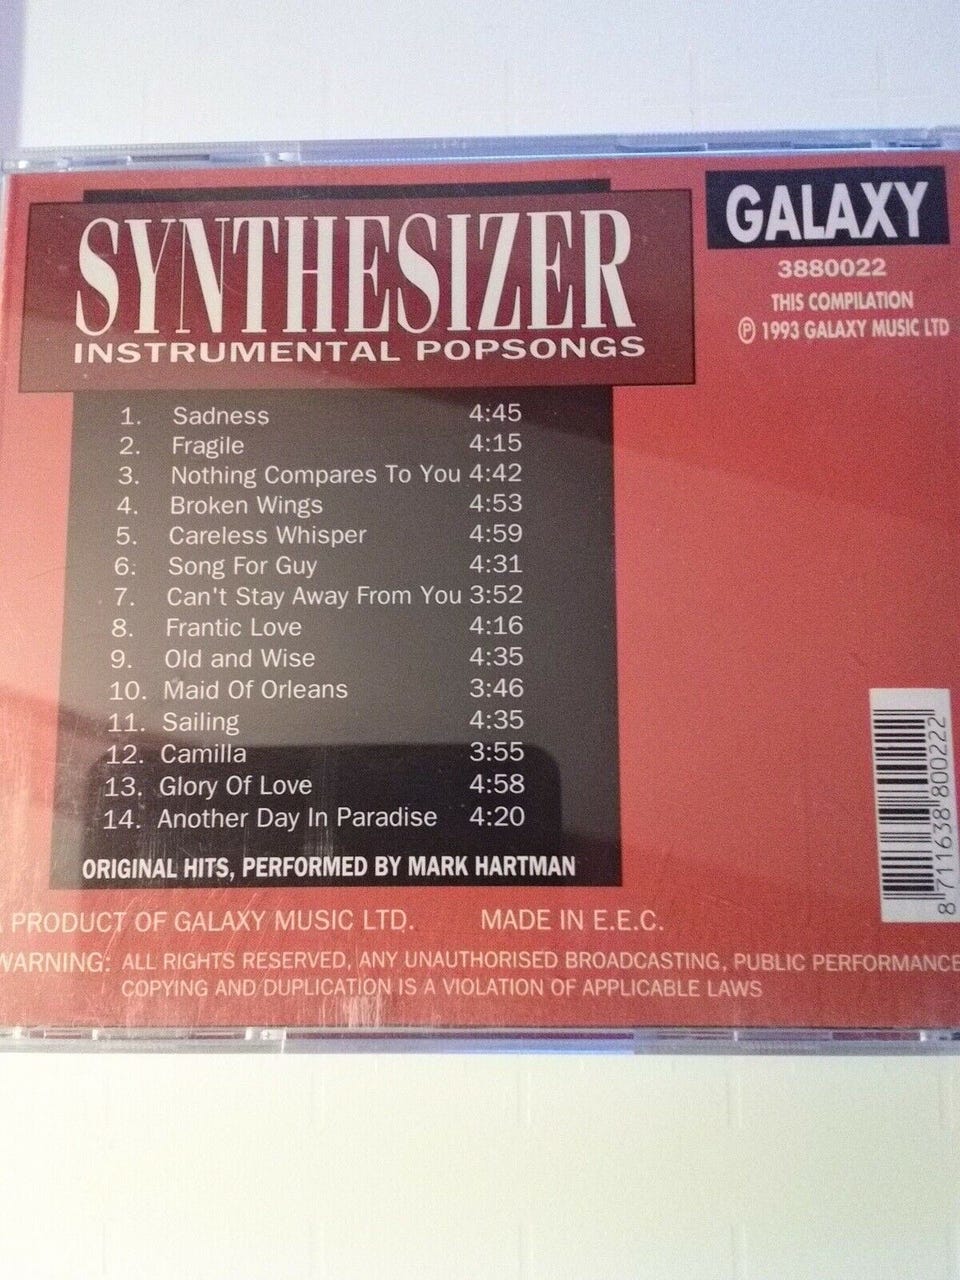 SYNTHESIZER
INSTRUMENTAL POPSONGS
GALAXY
3880022
THIS COMPILATION
Ⓟ 1993 GALAXY MUSIC LTD
1. Sadness 4:45
2. Fragile 4:15
3. Nothing Compares To You 4:42
4. Broken Wings 4:53
5. Careless Whisper 4:59
6. Song For Guy 4:31
7. Can't Stay Away From You 3:52
8. Frantic Love 4:16
9. Old and Wise 4:35
10. Maid Of Orleans 3:46
11. Sailing 4:35
12. Camilla 3:55
13. Glory Of Love 4:58
14. Another Day In Paradise 4:20
ORIGINAL HITS, PERFORMED BY MARK HARTMAN
A PRODUCT OF GALAXY MUSIC LTD. MADE IN E.E.C.
WARNING: ALL RIGHTS RESERVED, ANY UNAUTHORISED BROADCASTING, PUBLIC PERFORMANCE
COPYING AND DUPLICATION IS A VIOLATION OF APPLICABLE LAWS
8 711638 800222